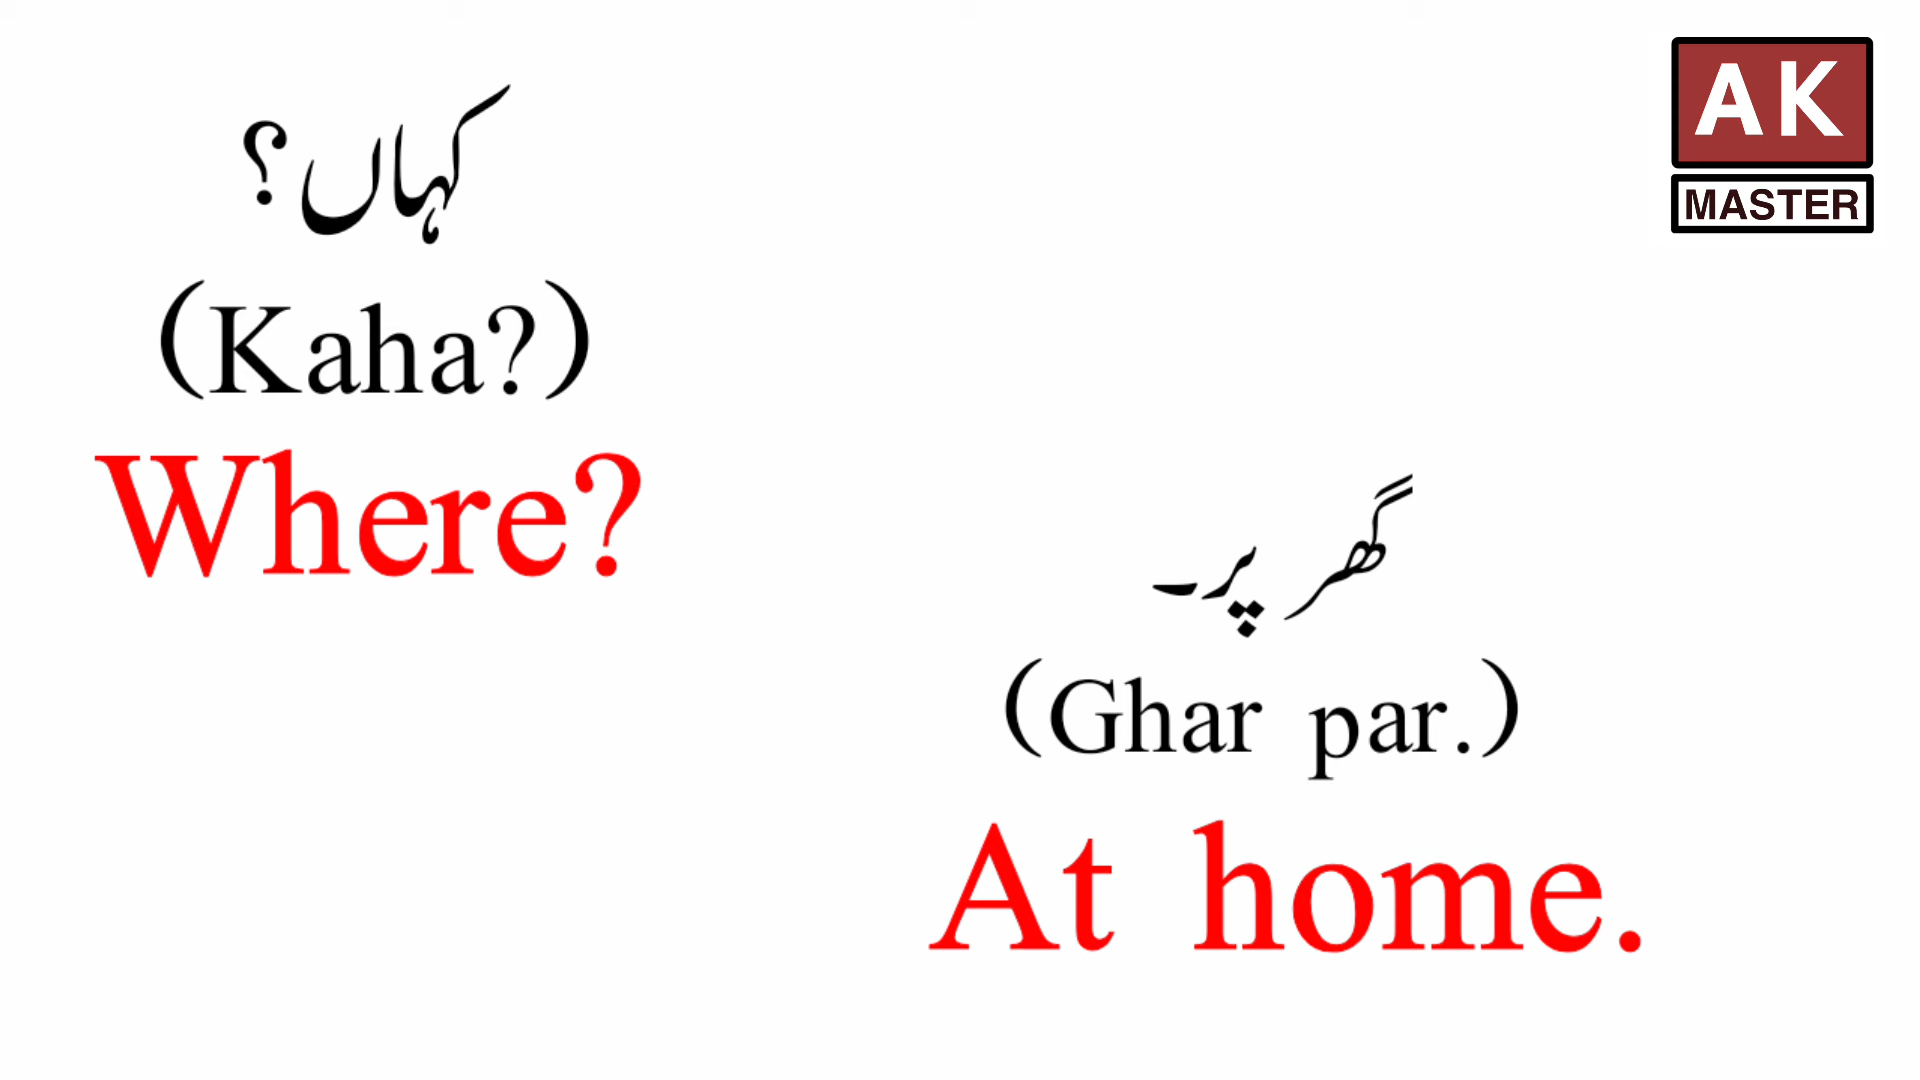 کہاں؟
(Kaha?)
Where?
گھر پر۔
(Ghar par.)
At home.
AK
MASTER